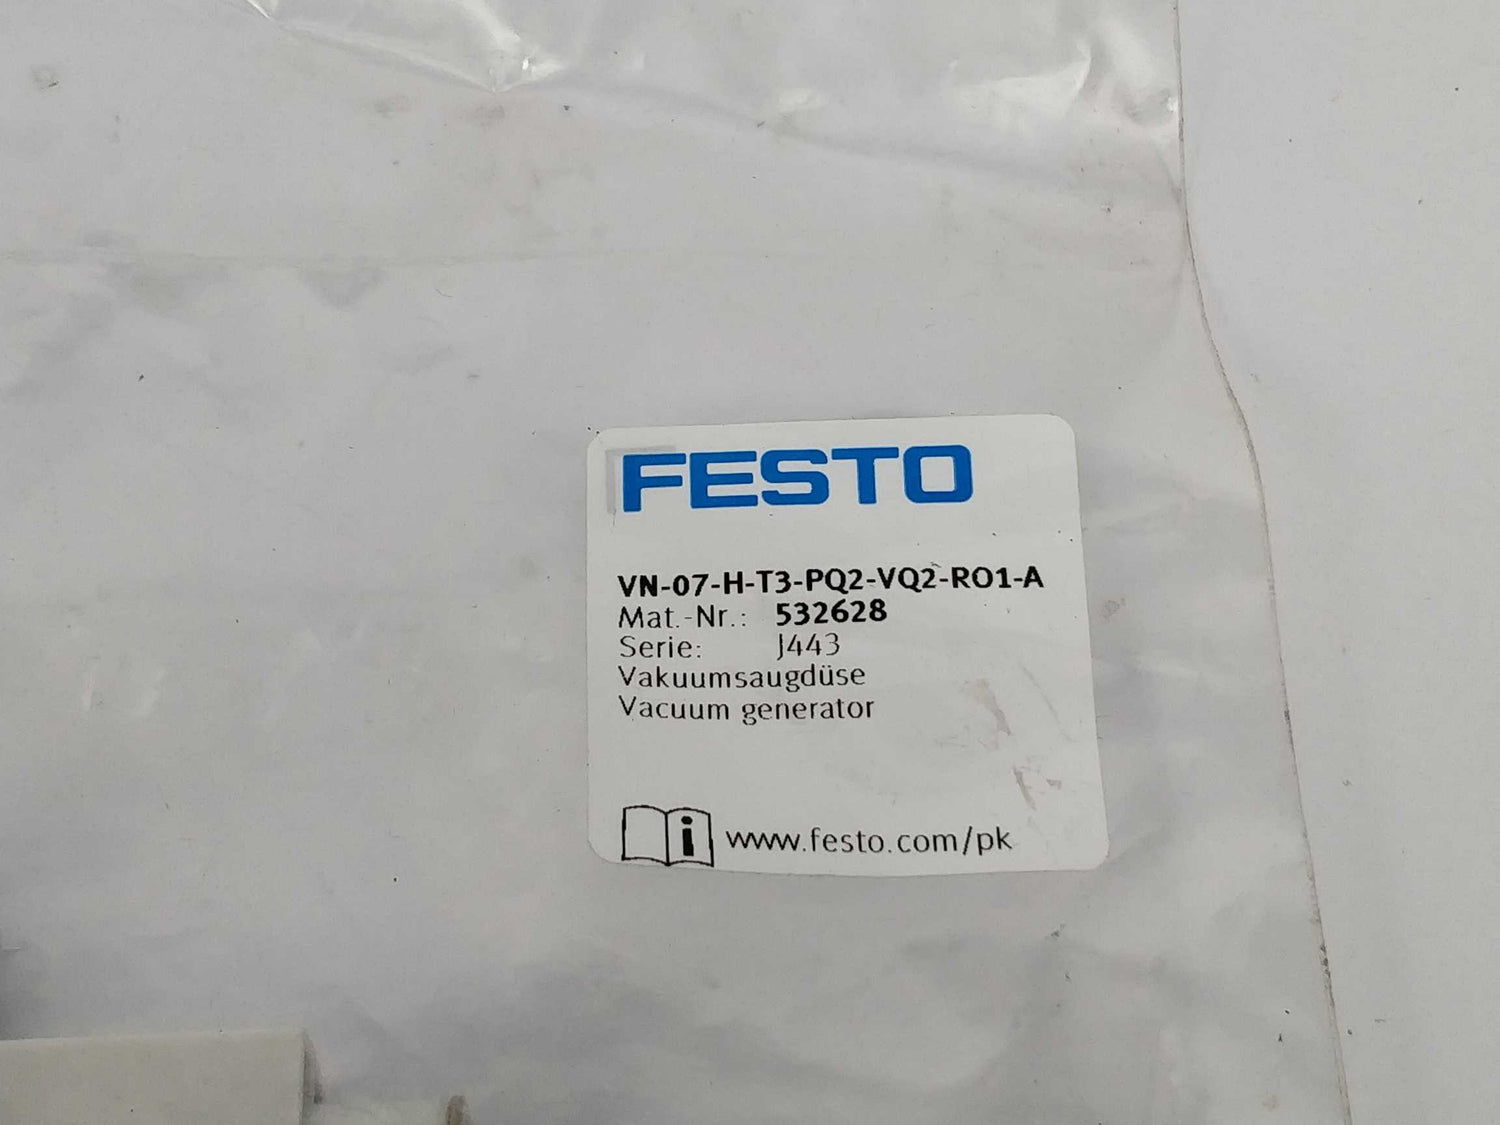 FESTO
VN-07-H-T3-PQ2-VQ2-RO1-A
Mat.-Nr.: 532628
Serie: J443
Vakuumsaugdüse
Vacuum generator
i www.festo.com/pk